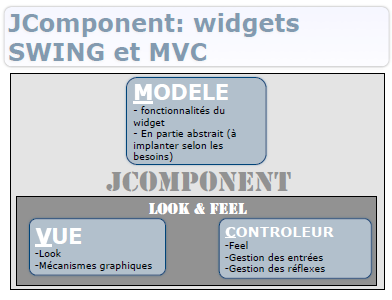 JComponent: widgets
SWING et MVC
MODELE
- fonctionnalités du
widget
- En partie abstrait (à
implanter selon les
besoins)
JCOMPONENT
LOOK & FEEL
VUE
-Look
-Mécanismes graphiques
CONTROLEUR
-Feel
-Gestion des entrées
-Gestion des réflexes